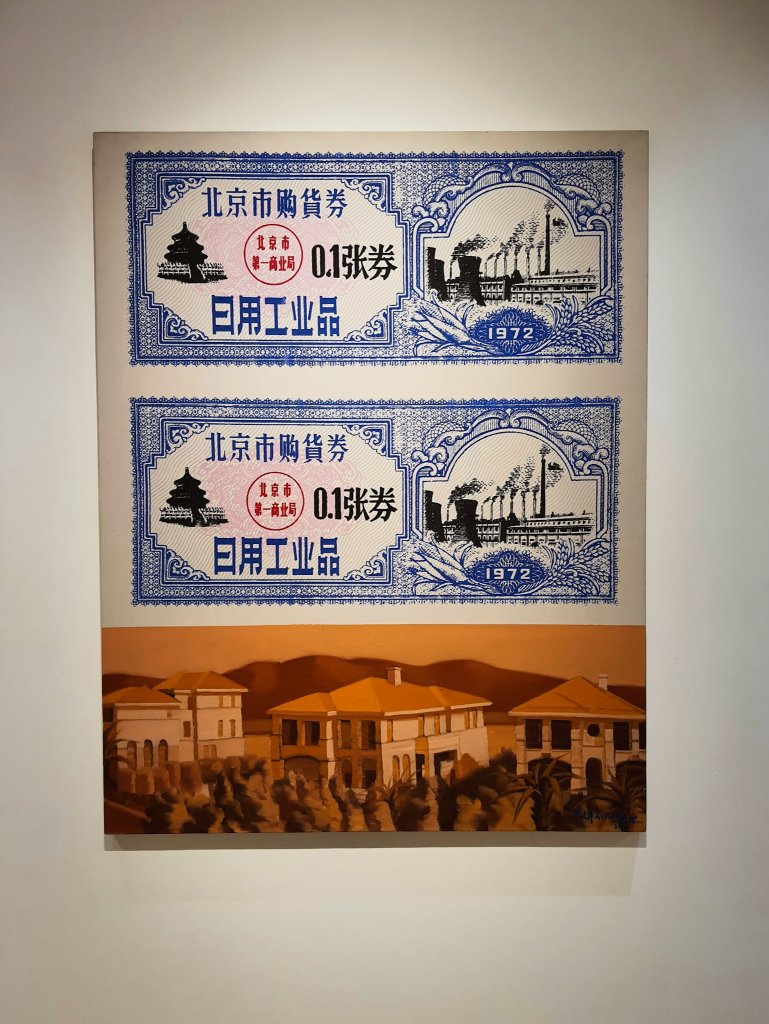 北京市购貨券
北京市
第一商业局
0.1张券
日用工业品
1972
北京市购貨券
北京市
第一商业局
0.1张券
日用工业品
1972